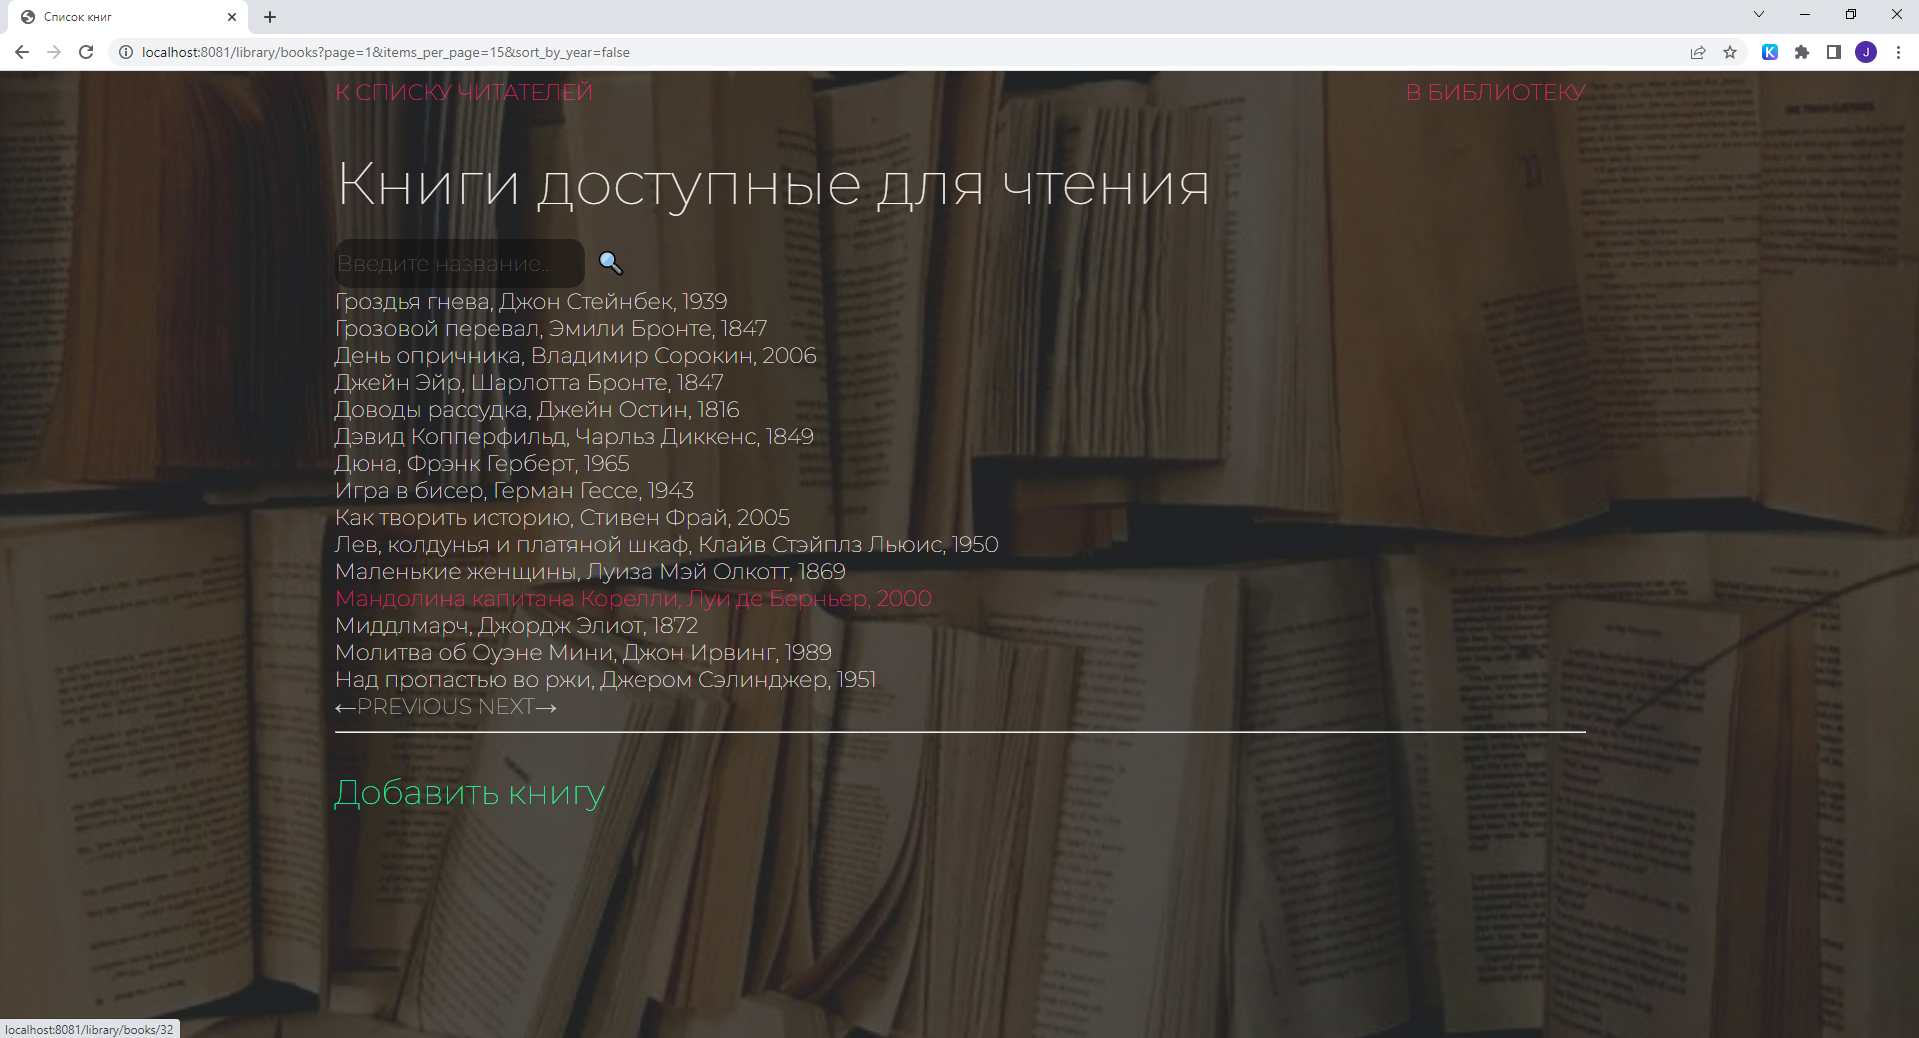 Список книг
localhost:8081/library/books?page=1&items_per_page=15&sort_by_year=false
J
К СПИСКУ ЧИТАТЕЛЕЙ
В БИБЛИОТЕКУ
Книги доступные для чтения
Введите название..
Гроздья гнева, Джон Стейнбек, 1939
Грозовой перевал, Эмили Бронте, 1847
День опричника, Владимир Сорокин, 2006
Джейн Эйр, Шарлотта Бронте, 1847
Доводы рассудка, Джейн Остин, 1816
Дэвид Копперфильд, Чарльз Диккенс, 1849
Дюна, Фрэнк Герберт, 1965
Игра в бисер, Герман Гессе, 1943
Как творить историю, Стивен Фрай, 2005
Лев, колдунья и платяной шкаф, Клайв Стэйплз Льюис, 1950
Маленькие женщины, Луиза Мэй Олкотт, 1869
Мандолина капитана Корелли, Луи де Берньер, 2000
Миддлмарч, Джордж Элиот, 1872
Молитва об Оуэне Мини, Джон Ирвинг, 1989
Над пропастью во ржи, Джером Сэлинджер, 1951
←PREVIOUS NEXT→
Добавить книгу
localhost:8081/library/books/32